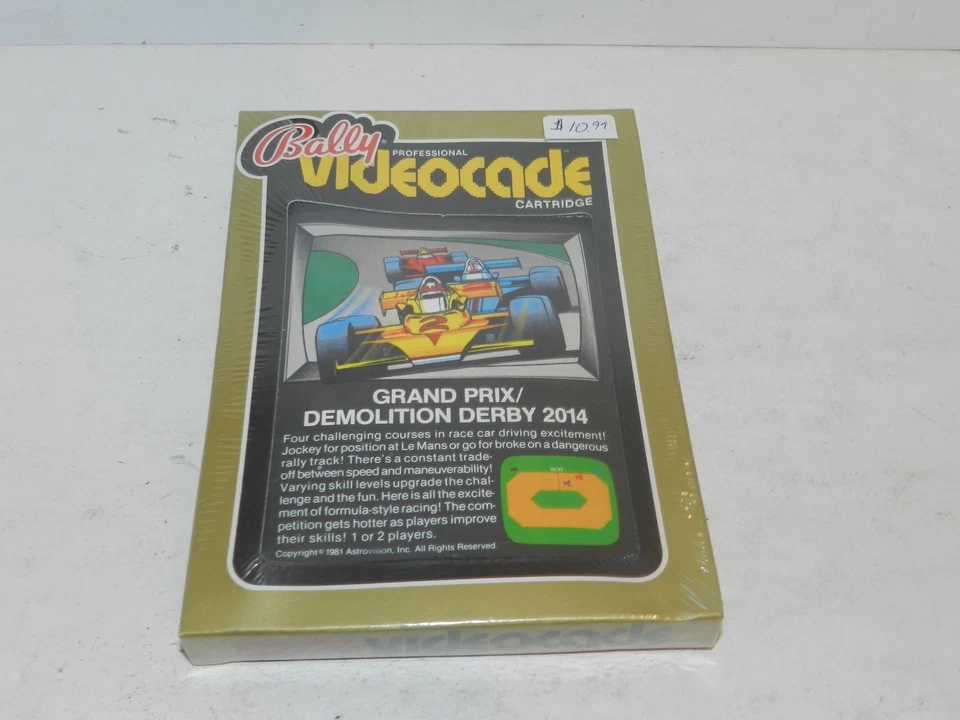 $10.97
Bally®
PROFESSIONAL
VIDEOCADE™
CARTRIDGE
2
GRAND PRIX/
DEMOLITION DERBY 2014
Four challenging courses in race car driving excitement!
Jockey for position at Le Mans or go for broke on a dangerous
rally track! There's a constant trade-
off between speed and maneuverability!
Varying skill levels upgrade the chal-
lenge and the fun. Here is all the excite-
ment of formula-style racing! The com-
petition gets hotter as players improve
their skills! 1 or 2 players.
Copyright © 1981 Astrovision, Inc. All Rights Reserved.
VIDEOCADE